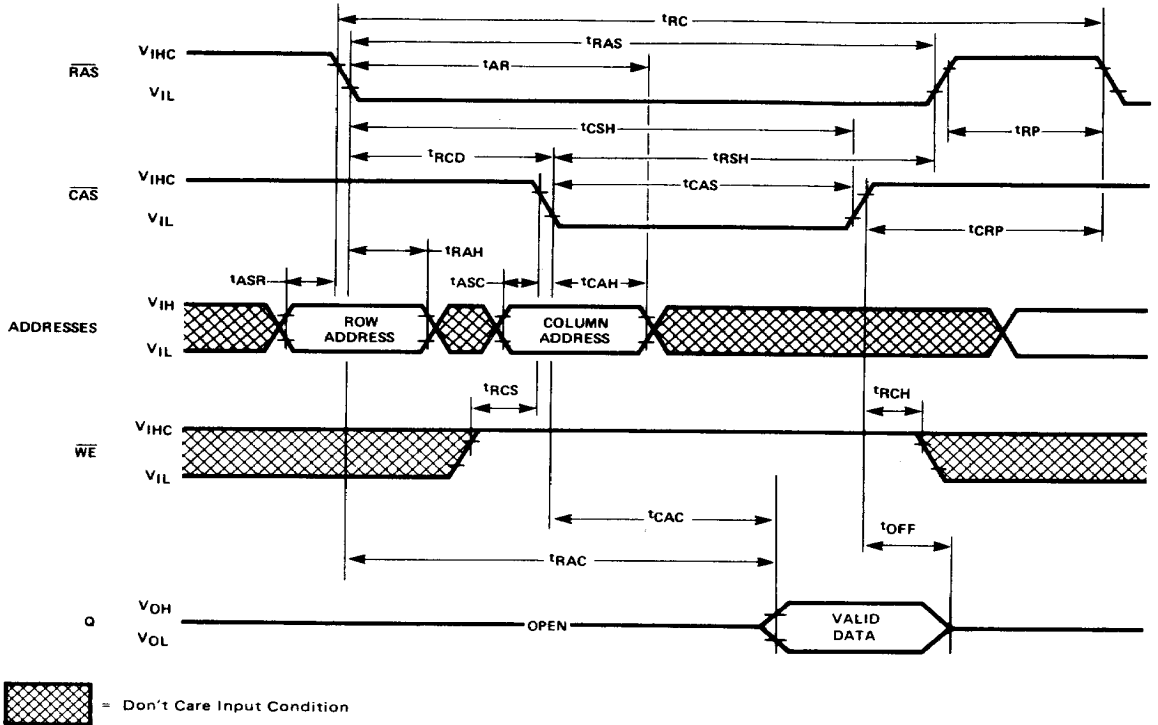 tRC
VIHC
tRAS
RAS
tAR
VIL
tCSH
tRP
tRCD
tRSH
VIHC
CAS
tCAS
VIL
tCRP
tRAH
tASR
tASC
tCAH
VIH
ADDRESSES
ROW
ADDRESS
COLUMN
ADDRESS
VIL
tRCS
tRCH
VIHC
WE
VIL
tCAC
tOFF
tRAC
VOH
Q
OPEN
VALID
DATA
VOL
= Don't Care Input Condition